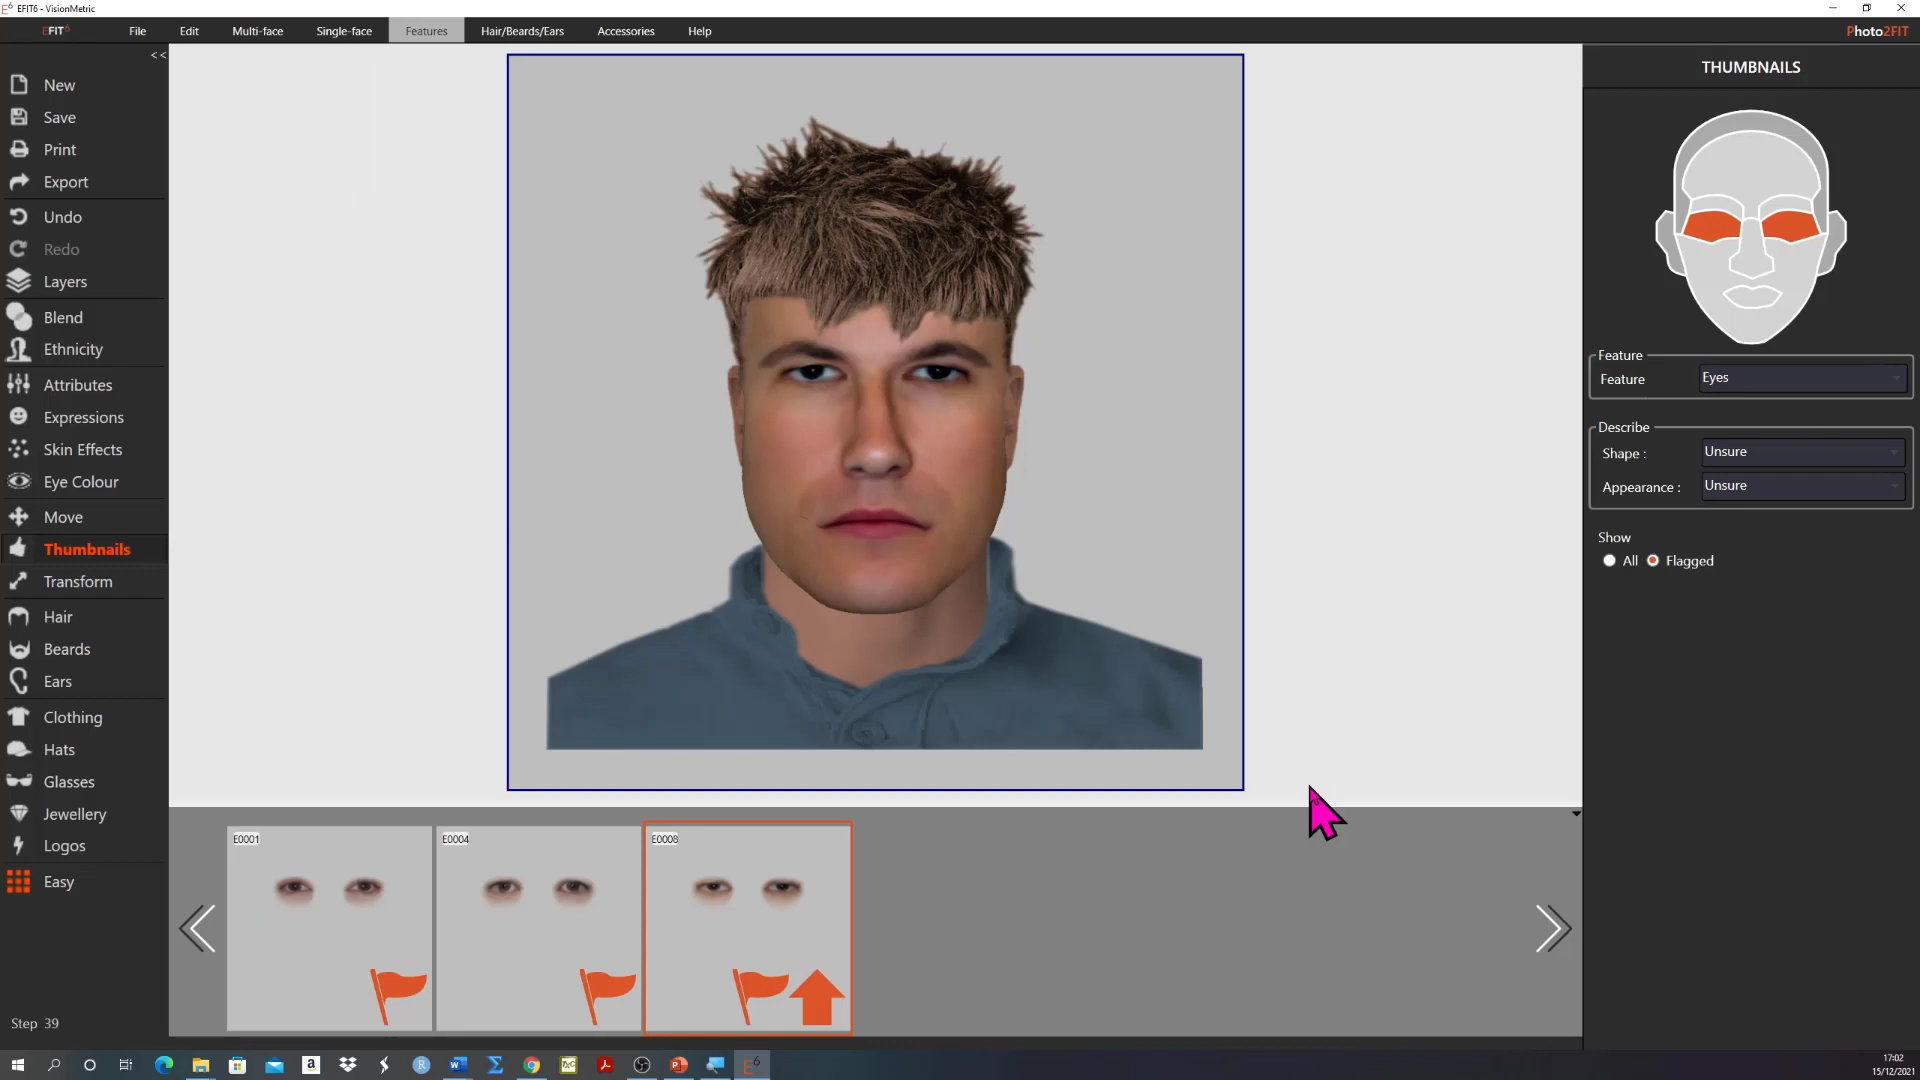 EFIT6 - VisionMetric
EFIT6 File Edit Multi-face Single-face Features Hair/Beards/Ears Accessories Help Photo2FIT
<<
New
Save
Print
Export
Undo
Redo
Layers
Blend
Ethnicity
Attributes
Expressions
Skin Effects
Eye Colour
Move
Thumbnails
Transform
Hair
Beards
Ears
Clothing
Hats
Glasses
Jewellery
Logos
Easy
Step 39
THUMBNAILS
Feature
Feature Eyes
Describe
Shape : Unsure
Appearance : Unsure
Show
All Flagged
E0001 E0004 E0008
17:02
15/12/2021